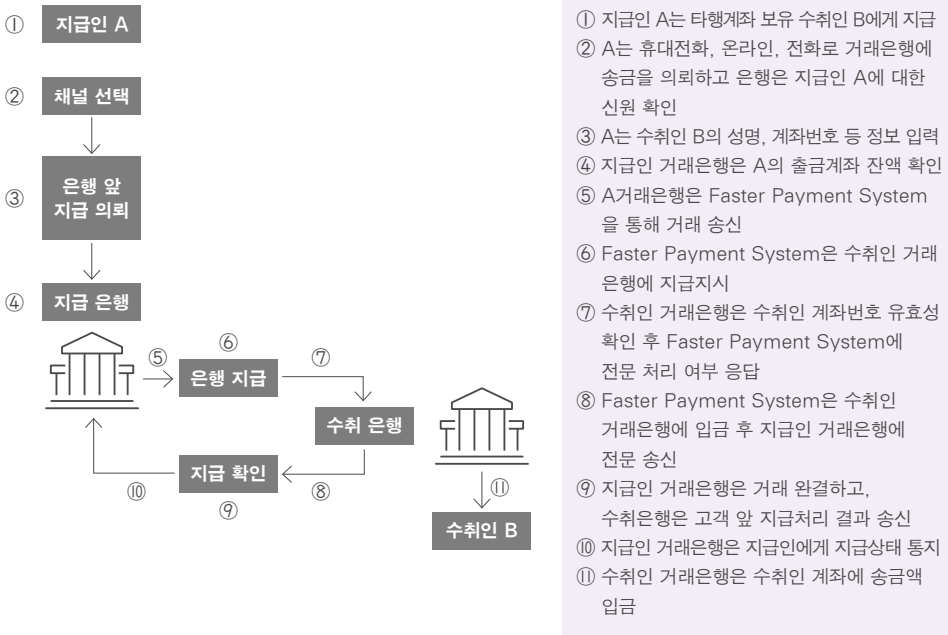 ① 지급인 A
② 채널 선택
③ 은행 앞
지급 의뢰
④ 지급 은행
⑤
⑥
은행 지급
⑦
수취 은행
⑧
지급 확인
⑨
⑩
⑪
수취인 B
① 지급인 A는 타행계좌 보유 수취인 B에게 지급
② A는 휴대전화, 온라인, 전화로 거래은행에
송금을 의뢰하고 은행은 지급인 A에 대한
신원 확인
③ A는 수취인 B의 성명, 계좌번호 등 정보 입력
④ 지급인 거래은행은 A의 출금계좌 잔액 확인
⑤ A거래은행은 Faster Payment System
을 통해 거래 송신
⑥ Faster Payment System은 수취인 거래
은행에 지급지시
⑦ 수취인 거래은행은 수취인 계좌번호 유효성
확인 후 Faster Payment System에
전문 처리 여부 응답
⑧ Faster Payment System은 수취인
거래은행에 입금 후 지급인 거래은행에
전문 송신
⑨ 지급인 거래은행은 거래 완결하고,
수취은행은 고객 앞 지급처리 결과 송신
⑩ 지급인 거래은행은 지급인에게 지급상태 통지
⑪ 수취인 거래은행은 수취인 계좌에 송금액
입금